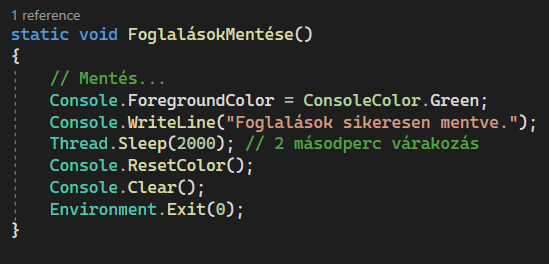 1 reference
static void FoglalásokMentése()
{
    // Mentés...
    Console.ForegroundColor = ConsoleColor.Green;
    Console.WriteLine("Foglalások sikeresen mentve.");
    Thread.Sleep(2000); // 2 másodperc várakozás
    Console.ResetColor();
    Console.Clear();
    Environment.Exit(0);
}